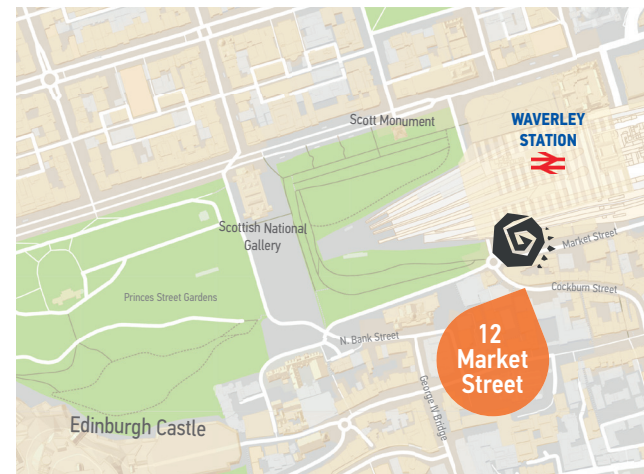 Scott Monument
WAVERLEY
STATION
Scottish National
Gallery
Market Street
Cockburn Street
Princes Street Gardens
N. Bank Street
12
Market
Street
George IV Bridge
Edinburgh Castle